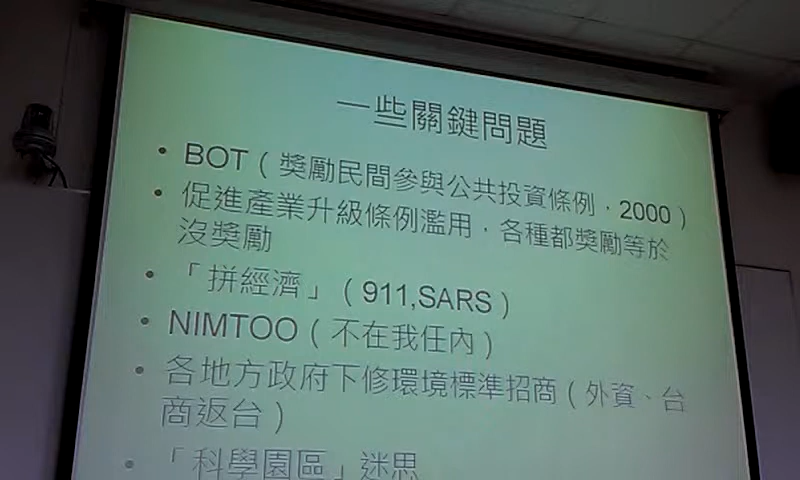 一些關鍵問題
• BOT（獎勵民間參與公共投資條例，2000）
• 促進產業升級條例濫用，各種都獎勵等於
沒獎勵
• 「拼經濟」（911,SARS）
• NIMTOO（不在我任內）
• 各地方政府下修環境標準招商（外資、台
商返台）
• 「科學園區」迷思